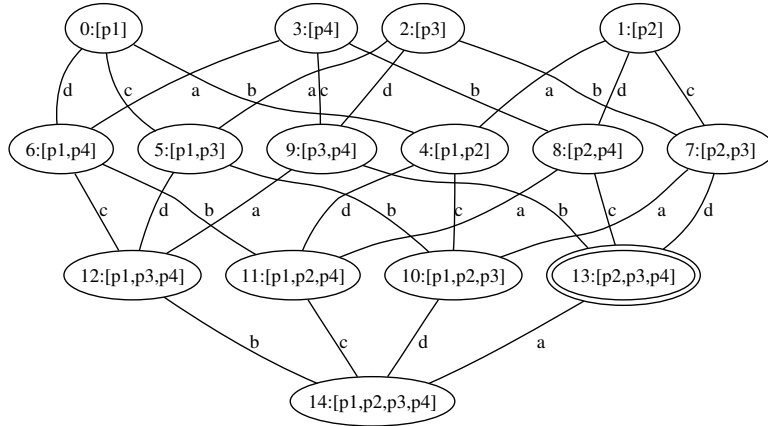 0:[p1] 3:[p4] 2:[p3] 1:[p2]
d c a b a c d b a d c
6:[p1,p4] 5:[p1,p3] 9:[p3,p4] 4:[p1,p2] 8:[p2,p4] 7:[p2,p3]
c d b a d b c a b c a d
12:[p1,p3,p4] 11:[p1,p2,p4] 10:[p1,p2,p3] 13:[p2,p3,p4]
b c d a
14:[p1,p2,p3,p4]